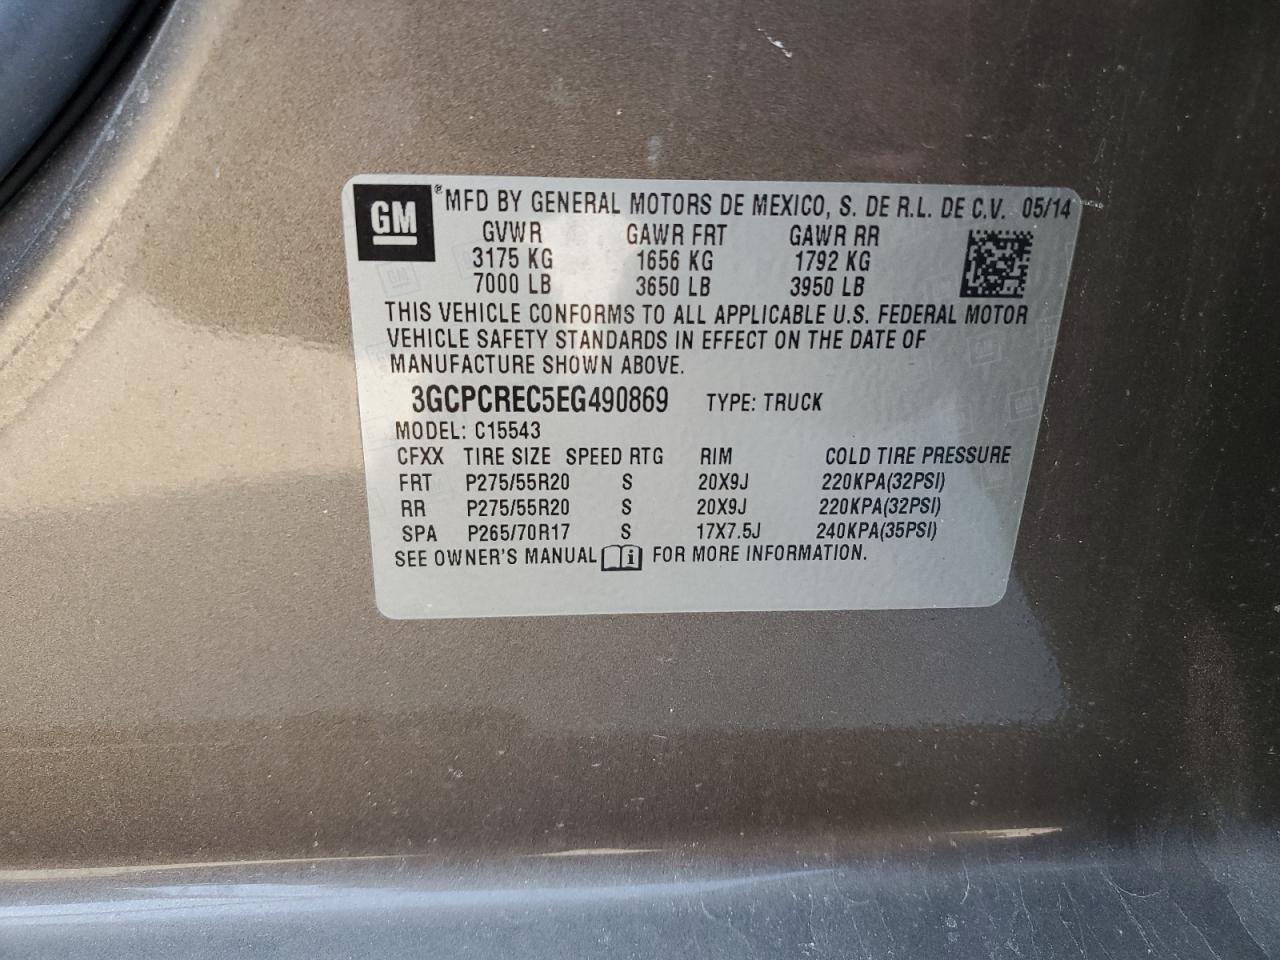 GM ® MFD BY GENERAL MOTORS DE MEXICO, S. DE R.L. DE C.V. 05/14
GVWR GAWR FRT GAWR RR
3175 KG 1656 KG 1792 KG
7000 LB 3650 LB 3950 LB
THIS VEHICLE CONFORMS TO ALL APPLICABLE U.S. FEDERAL MOTOR
VEHICLE SAFETY STANDARDS IN EFFECT ON THE DATE OF
MANUFACTURE SHOWN ABOVE.
3GCPCREC5EG490869 TYPE: TRUCK
MODEL: C15543
CFXX TIRE SIZE SPEED RTG RIM COLD TIRE PRESSURE
FRT P275/55R20 S 20X9J 220KPA(32PSI)
RR P275/55R20 S 20X9J 220KPA(32PSI)
SPA P265/70R17 S 17X7.5J 240KPA(35PSI)
SEE OWNER'S MANUAL i FOR MORE INFORMATION.